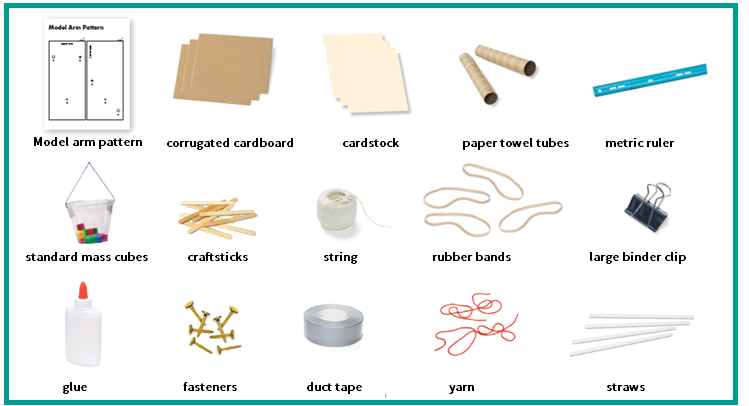 Model Arm Pattern
Model arm pattern
corrugated cardboard
cardstock
paper towel tubes
metric ruler
standard mass cubes
craftsticks
string
rubber bands
large binder clip
glue
fasteners
duct tape
yarn
straws